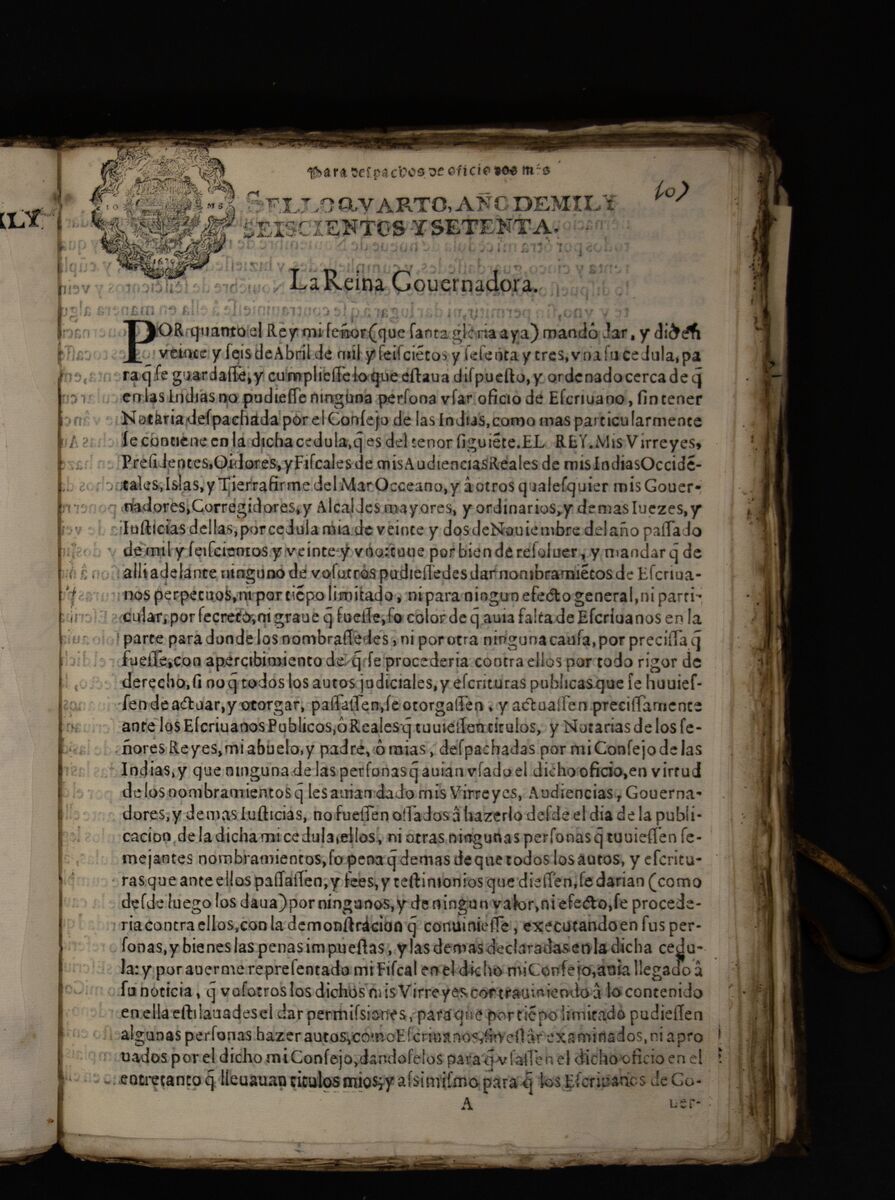 Para despachos de oficio dos mrs
107
SELLO QVARTO, AÑO DE MIL Y
SEISCIENTOS Y SETENTA.
ILY
La Reina Gouernadora.
POR quanto el Rey mi ſeñor (que ſanta gloria aya) mandò dar, y dió en
veinte y ſeis de Abril de mil y ſeiſciẽtos y ſeſenta y tres, vna ſu cedula, pa
ra q̃ ſe guardaſſe, y cumplieſſe lo que eſtaua diſpueſto, y ordenado cerca de q̃
en las Indias no pudieſſe ninguna perſona vſar oficio de Eſcriuano, ſin tener
Notaria deſpachada por el Conſejo de las Indias, como mas particularmente
ſe contiene en la dicha cedula, q̃ es del tenor ſiguiẽte. EL REY. Mis Virreyes,
Preſidentes, Oidores, y Fiſcales de mis Audiencias Reales de mis Indias Occidẽ-
tales, Islas, y Tierrafirme del Mar Occeano, y â otros qualeſquier mis Gouer-
nadores, Corregidores, y Alcaldes mayores, y ordinarios, y demas Iuezes, y
Iuſticias dellas, por cedula mia de veinte y dos de Nouiembre del año paſſado
de mil y ſeiſcientos y veinte y vno, tuue por bien de reſoluer, y mandar q̃ de
alli adelante ninguno de voſotros pudieſſedes dar nombramiẽtos de Eſcriua-
nos perpetuos, ni por tiẽpo limitado, ni para ningun efecto general, ni parti-
cular, por ſecreto, ni graue q̃ fueſſe, ſo color de q̃ auia falta de Eſcriuanos en la
parte para donde los nombraſſedes, ni por otra ninguna cauſa, por preciſſa q̃
fueſſe, con apercibimiento de q̃ ſe procederia contra ellos por todo rigor de
derecho, ſi no q̃ todos los autos judiciales, y eſcrituras publicas que ſe huuieſ-
ſen de actuar, y otorgar, paſſaſſen, ſe otorgaſſen, y actuaſſen preciſſamente
ante los Eſcriuanos Publicos, ò Reales q̃ tuuieſſen titulos, y Notarias de los ſe-
ñores Reyes, mi abuelo, y padre, ò mias, deſpachadas por mi Conſejo de las
Indias, y que ninguna de las perſonas q̃ auian vſado el dicho oficio, en virtud
de los nombramientos q̃ les auian dado mis Virreyes, Audiencias, Gouerna-
dores, y demas Iuſticias, no fueſſen oſſados â hazerlo deſde el dia de la publi-
cacion de la dicha mi cedula, ellos, ni otras ningunas perſonas q̃ tuuieſſen ſe-
mejantes nombramientos, ſo pena q̃ demas de que todos los autos, y eſcritu-
ras que ante ellos paſſaſſen, y fees, y teſtimonios que dieſſen, ſe darian (como
deſde luego los daua) por ningunos, y de ningun valor, ni efecto, ſe procede-
ria contra ellos, con la demonſtracion q̃ conuinieſſe, executando en ſus per-
ſonas, y bienes las penas impueſtas, y las demas declaradas en la dicha cedu-
la: y por auerme repreſentado mi Fiſcal en el dicho mi Conſejo, auia llegado â
ſu noticia, q̃ voſotros los dichos mis Virreyes contrauiniendo â lo contenido
en ella eſtilauades el dar permiſsiones, para que por tiẽpo limitado pudieſſen
algunas perſonas hazer autos, como Eſcriuanos, ſin eſtàr examinados, ni apro
uados por el dicho mi Conſejo, dandoſelos para q̃ vſaſſen el dicho oficio en el
entretanto q̃ lleuauan titulos mios, y aſsimiſmo para q̃ los Eſcriuanos de Go-
A
uer-